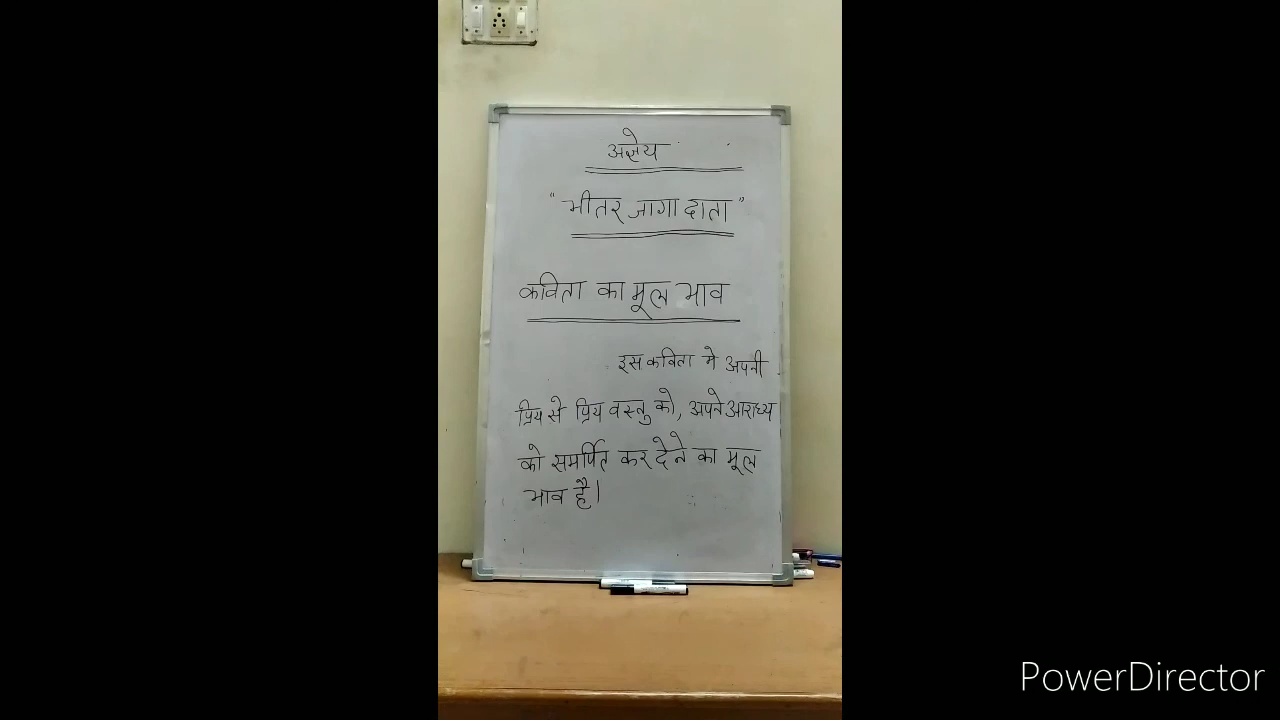 अज्ञेय
"भीतर जागा दाता"
कविता का मूल भाव
इस कविता मे अपनी
प्रिय से प्रिय वस्तु को, अपने आराध्य
को समर्पित कर देने का मूल
भाव है।
PowerDirector